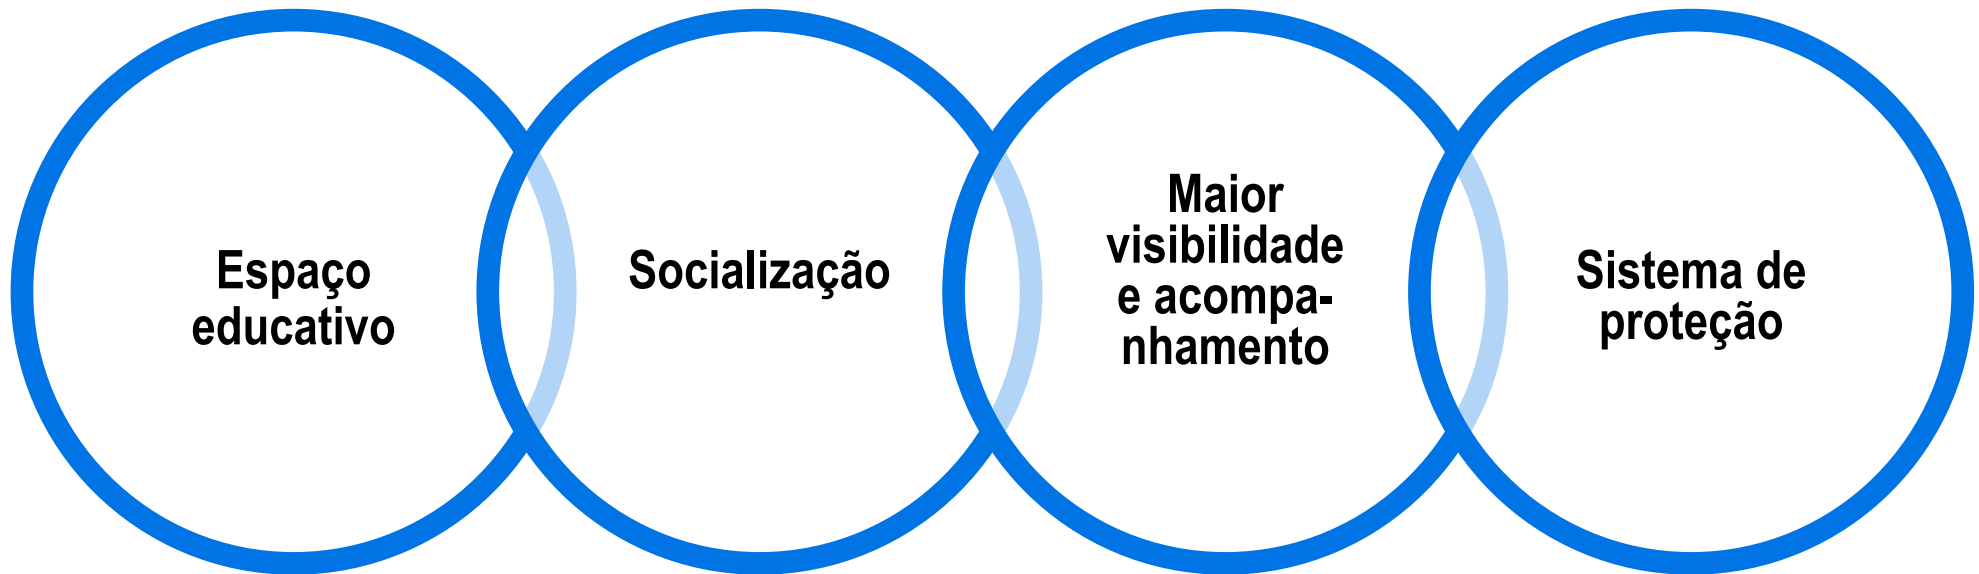 Espaço
educativo
Socialização
Maior
visibilidade
e acompa-
nhamento
Sistema de
proteção